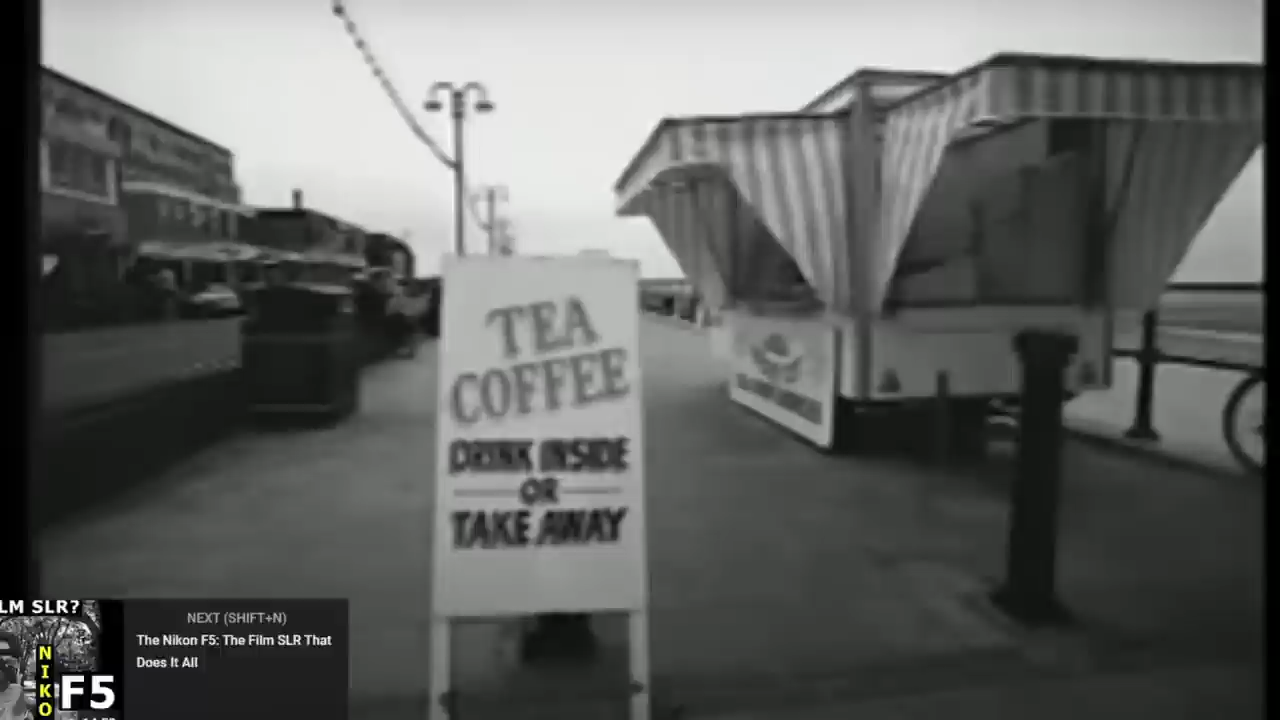 TEA
COFFEE
DRINK INSIDE
OR
TAKE AWAY
LM SLR?
NIKO
F5
NEXT (SHIFT+N)
The Nikon F5: The Film SLR That
Does It All